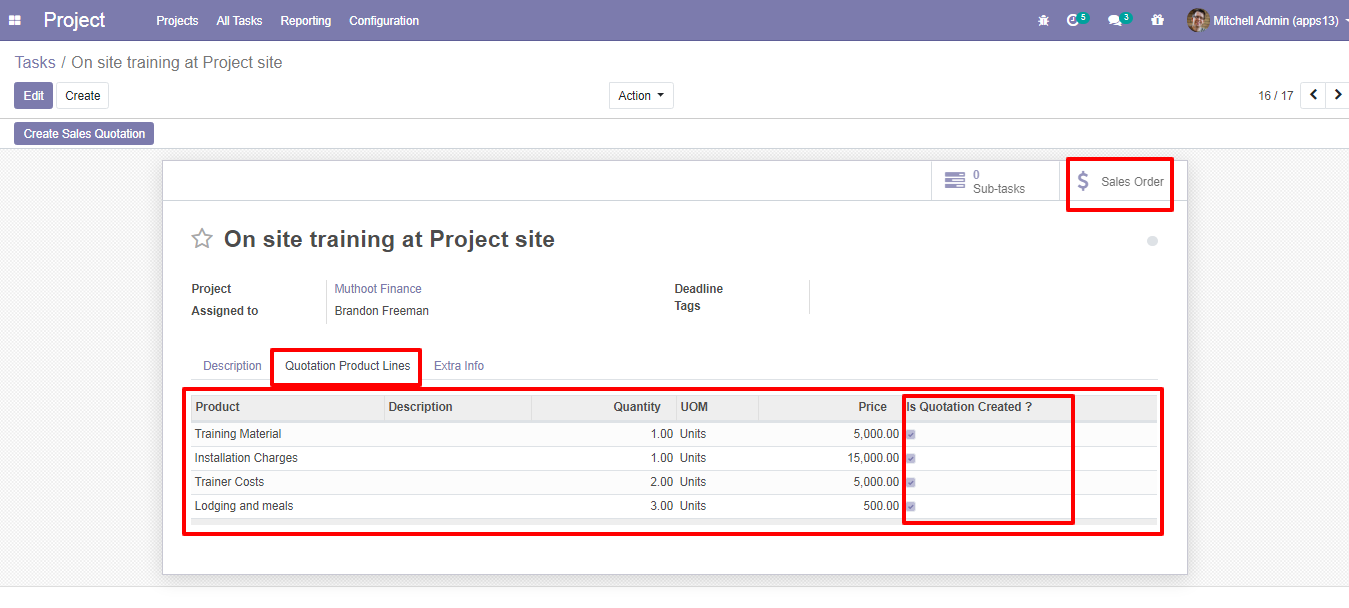 Project Projects All Tasks Reporting Configuration 5 3 Mitchell Admin (apps13)
Tasks / On site training at Project site
Edit Create Action 16 / 17
Create Sales Quotation
0
Sub-tasks
Sales Order
On site training at Project site
Project Muthoot Finance
Assigned to Brandon Freeman
Deadline
Tags
Description Quotation Product Lines Extra Info
Product Description Quantity UOM Price Is Quotation Created ?
Training Material 1.00 Units 5,000.00
Installation Charges 1.00 Units 15,000.00
Trainer Costs 2.00 Units 5,000.00
Lodging and meals 3.00 Units 500.00